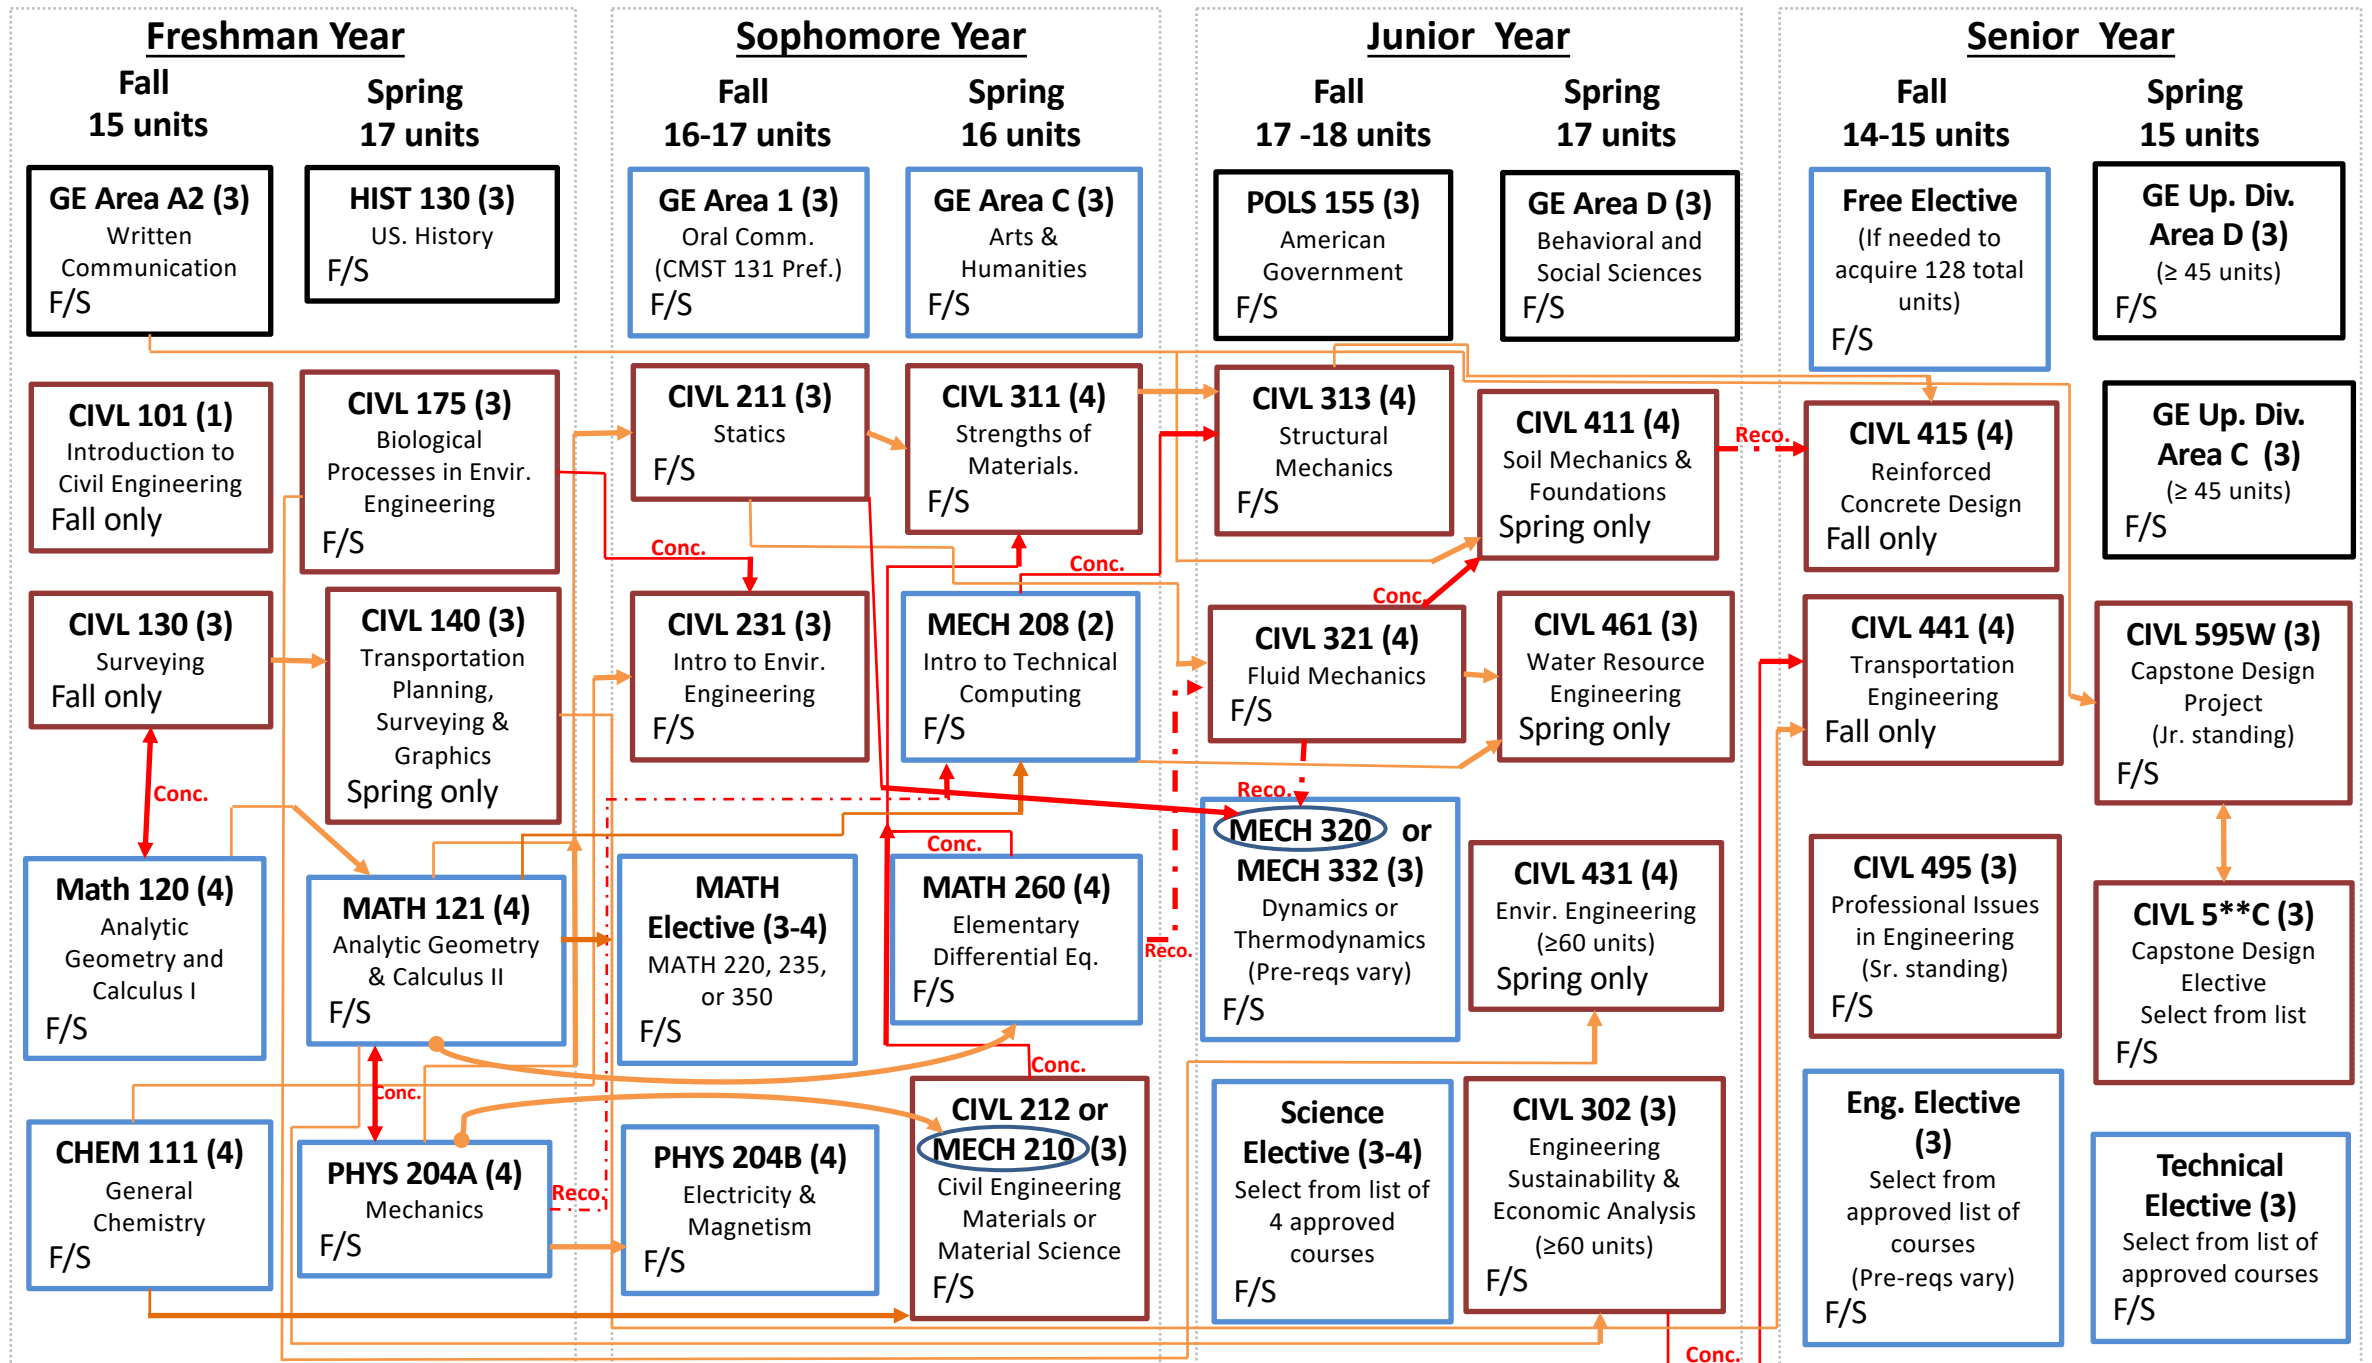 Freshman Year
Fall
15 units
Spring
17 units
GE Area A2 (3)
Written
Communication
F/S
HIST 130 (3)
US. History
F/S
CIVL 101 (1)
Introduction to
Civil Engineering
Fall only
CIVL 175 (3)
Biological
Processes in Envir.
Engineering
F/S
CIVL 130 (3)
Surveying
Fall only
CIVL 140 (3)
Transportation
Planning,
Surveying &
Graphics
Spring only
Conc.
Math 120 (4)
Analytic
Geometry and
Calculus I
F/S
MATH 121 (4)
Analytic Geometry
& Calculus II
F/S
Conc.
CHEM 111 (4)
General
Chemistry
F/S
PHYS 204A (4)
Mechanics
F/S
Reco.
Sophomore Year
Fall
16-17 units
Spring
16 units
GE Area 1 (3)
Oral Comm.
(CMST 131 Pref.)
F/S
GE Area C (3)
Arts &
Humanities
F/S
CIVL 211 (3)
Statics
F/S
CIVL 311 (4)
Strengths of
Materials.
F/S
Conc.
Conc.
CIVL 231 (3)
Intro to Envir.
Engineering
F/S
MECH 208 (2)
Intro to Technical
Computing
F/S
Conc.
MATH
Elective (3-4)
MATH 220, 235,
or 350
F/S
MATH 260 (4)
Elementary
Differential Eq.
F/S
Reco.
Conc.
PHYS 204B (4)
Electricity &
Magnetism
F/S
CIVL 212 or
MECH 210 (3)
Civil Engineering
Materials or
Material Science
F/S
Junior Year
Fall
17 -18 units
Spring
17 units
POLS 155 (3)
American
Government
F/S
GE Area D (3)
Behavioral and
Social Sciences
F/S
CIVL 313 (4)
Structural
Mechanics
F/S
CIVL 411 (4)
Soil Mechanics &
Foundations
Spring only
Reco.
Conc.
CIVL 321 (4)
Fluid Mechanics
F/S
CIVL 461 (3)
Water Resource
Engineering
Spring only
Reco.
MECH 320 or
MECH 332 (3)
Dynamics or
Thermodynamics
(Pre-reqs vary)
F/S
CIVL 431 (4)
Envir. Engineering
(≥60 units)
Spring only
Science
Elective (3-4)
Select from list of
4 approved
courses
F/S
CIVL 302 (3)
Engineering
Sustainability &
Economic Analysis
(≥60 units)
F/S
Conc.
Senior Year
Fall
14-15 units
Spring
15 units
Free Elective
(If needed to
acquire 128 total
units)
F/S
GE Up. Div.
Area D (3)
(≥ 45 units)
F/S
CIVL 415 (4)
Reinforced
Concrete Design
Fall only
GE Up. Div.
Area C (3)
(≥ 45 units)
F/S
CIVL 441 (4)
Transportation
Engineering
Fall only
CIVL 595W (3)
Capstone Design
Project
(Jr. standing)
F/S
CIVL 495 (3)
Professional Issues
in Engineering
(Sr. standing)
F/S
CIVL 5**C (3)
Capstone Design
Elective
Select from list
F/S
Eng. Elective
(3)
Select from
approved list of
courses
(Pre-reqs vary)
F/S
Technical
Elective (3)
Select from list of
approved courses
F/S